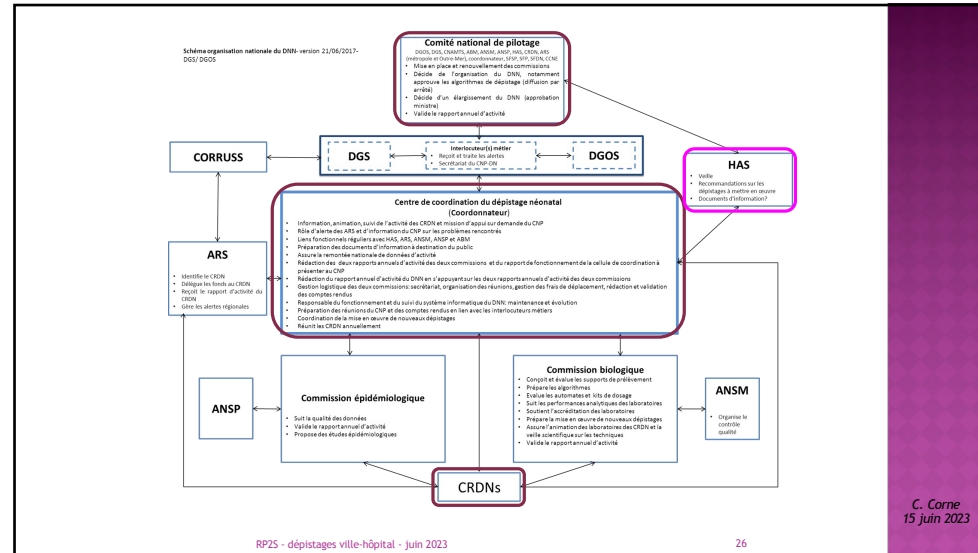 Schéma organisation nationale du DNN- version 21/06/2017-
DGS/ DGOS
Comité national de pilotage
DGOS, DGS, CNAMTS, ABM, ANSM, ANSP, HAS, CRDN, ARS
(métropole et Outre-Mer), coordonnateur, SFSP, SFP, SFDN, CCNE
• Mise en place et renouvellement des commissions
• Décide de l'organisation du DNN, notamment
approuve les algorithmes de dépistage (diffusion par
arrêté)
• Décide d'un élargissement du DNN (approbation
ministre)
• Valide le rapport annuel d'activité
CORRUSS
DGS
Interlocuteur(s) métier
• Reçoit et traite les alertes
• Secrétariat du CNP-DN
DGOS
HAS
• Veille
• Recommandations sur les
dépistages à mettre en œuvre
• Documents d'information?
Centre de coordination du dépistage néonatal
(Coordonnateur)
• Information, animation, suivi de l'activité des CRDN et mission d'appui sur demande du CNP
• Rôle d'alerte des ARS et d'information du CNP sur les problèmes rencontrés
• Liens fonctionnels réguliers avec HAS, ARS, ANSM, ANSP et ABM
• Préparation des documents d'information à destination du public
• Assure la remontée nationale de données d'activité
• Rédaction des deux rapports annuels d'activité des deux commissions et du rapport de fonctionnement de la cellule de coordination à
présenter au CNP
• Rédaction du rapport annuel d'activité du DNN en s'appuyant sur les deux rapports annuels d'activité des deux commissions
• Gestion logistique des deux commissions: secrétariat, organisation des réunions, gestion des frais de déplacement, rédaction et validation
des comptes rendus
• Responsable du fonctionnement et du suivi du système informatique du DNN: maintenance et évolution
• Préparation des réunions du CNP et des comptes rendus en lien avec les interlocuteurs métiers
• Coordination de la mise en œuvre de nouveaux dépistages
• Réunit les CRDN annuellement
ARS
• Identifie le CRDN
• Délègue les fonds au CRDN
• Reçoit le rapport d'activité du
CRDN
• Gère les alertes régionales
ANSP
Commission épidémiologique
• Suit la qualité des données
• Valide le rapport annuel d'activité
• Propose des études épidémiologiques
Commission biologique
• Conçoit et évalue les supports de prélèvement
• Prépare les algorithmes
• Evalue les automates et kits de dosage
• Suit les performances analytiques des laboratoires
• Soutient l'accréditation des laboratoires
• Prépare la mise en œuvre de nouveaux dépistages
• Assure l'animation des laboratoires des CRDN et la
veille scientifique sur les techniques
• Valide le rapport annuel d'activité
ANSM
• Organise le
contrôle
qualité
CRDNs
C. Corne
15 juin 2023
RP2S - dépistages ville-hôpital - juin 2023
26